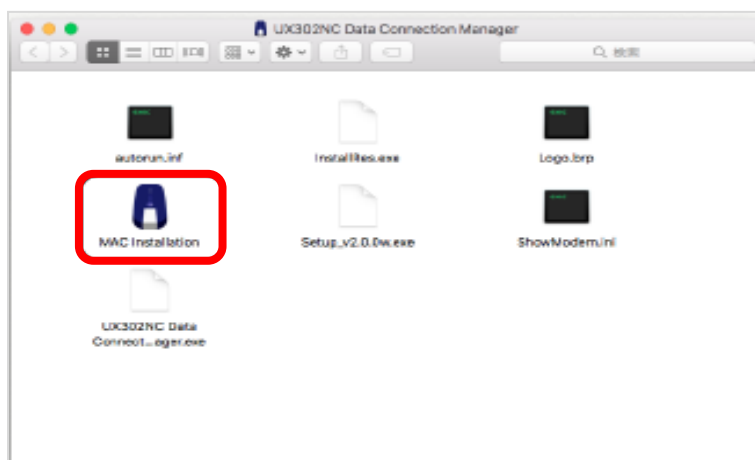 UX302NC Data Connection Manager
検索
autorun.inf
InstallRes.exe
Logo.brp
MAC Installation
Setup_v2.0.0w.exe
ShowModem.ini
UX302NC Data
Connect...ager.exe